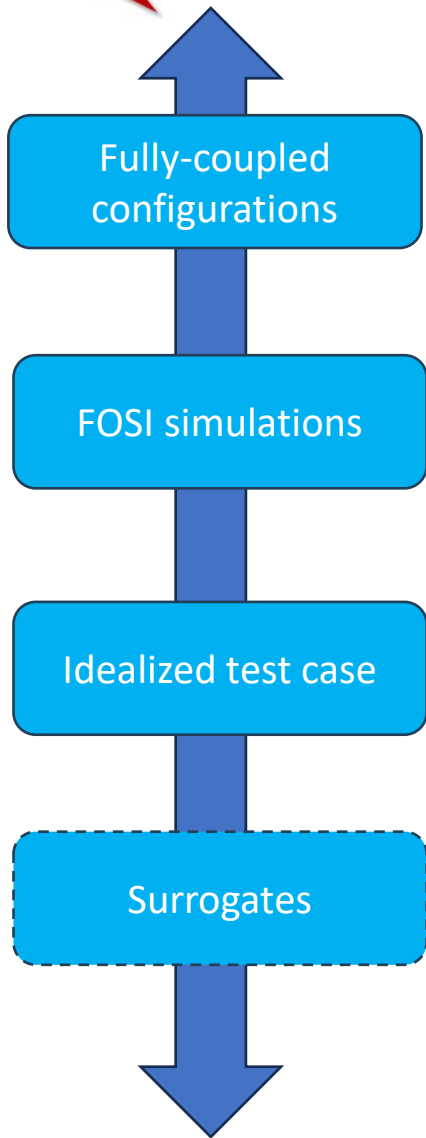 Fully-coupled
configurations
FOSI simulations
Idealized test case
Surrogates